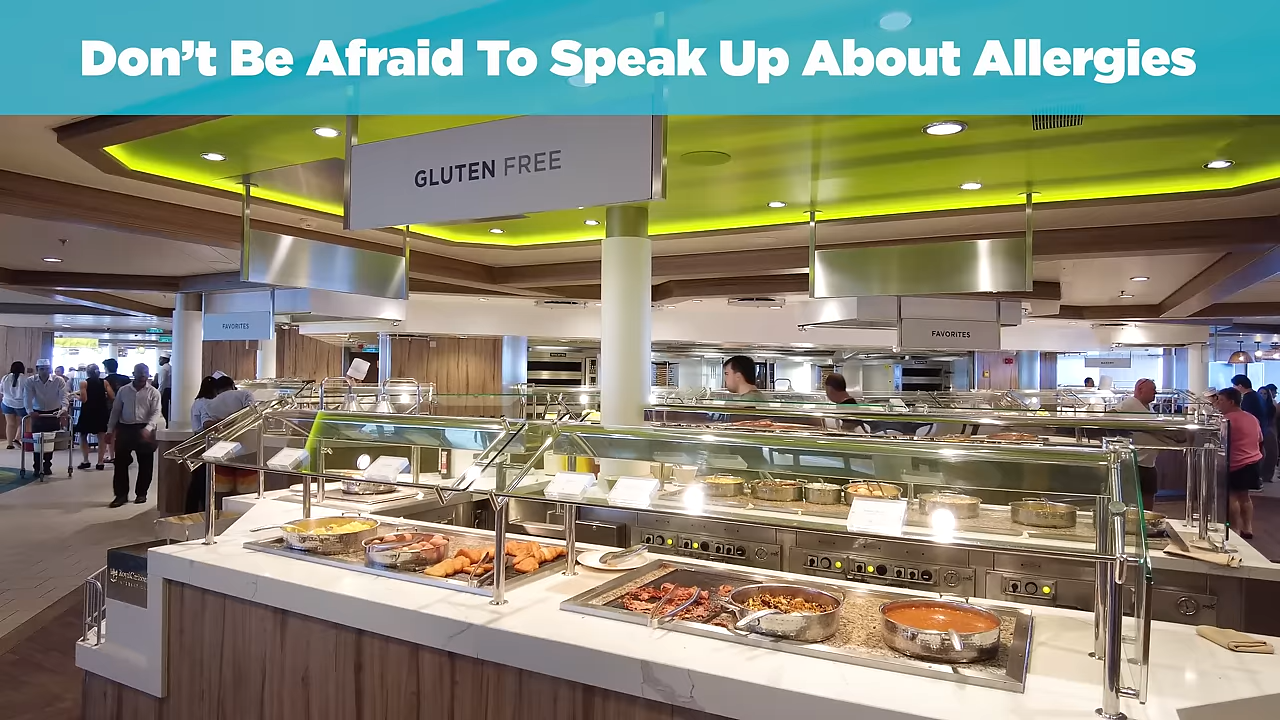 Don’t Be Afraid To Speak Up About Allergies
GLUTEN FREE
FAVORITES
FAVORITES